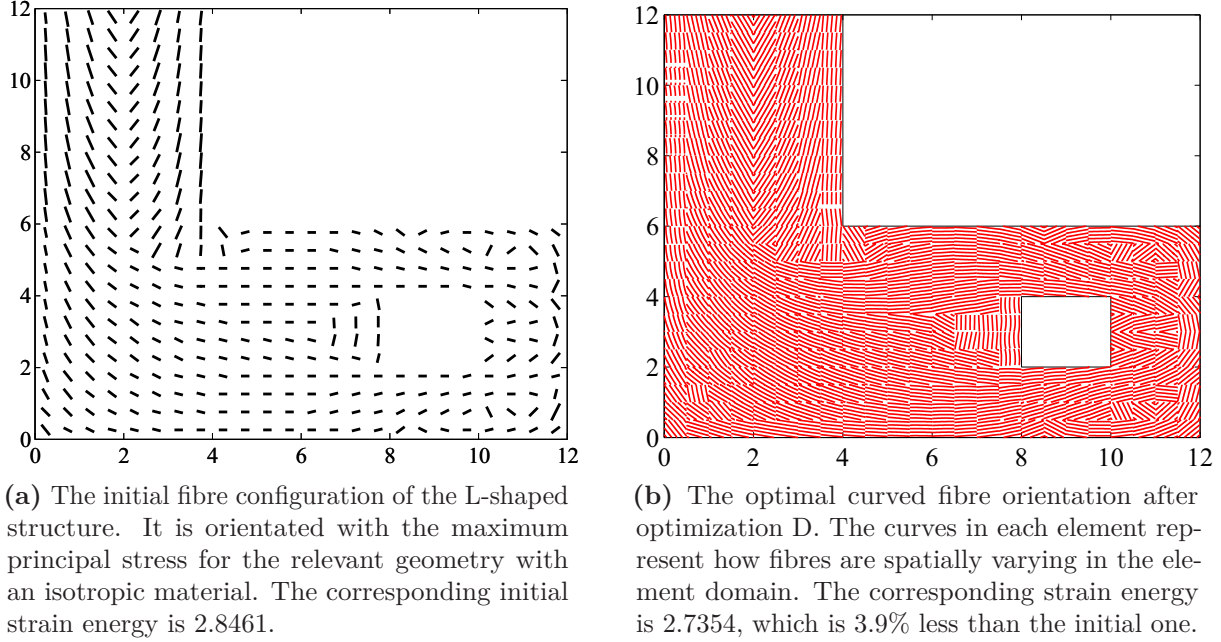 12
10
8
6
4
2
0
0 2 4 6 8 10 12
(a) The initial fibre configuration of the L-shaped
structure. It is orientated with the maximum
principal stress for the relevant geometry with
an isotropic material. The corresponding initial
strain energy is 2.8461.
12
10
8
6
4
2
0
0 2 4 6 8 10 12
(b) The optimal curved fibre orientation after
optimization D. The curves in each element rep-
resent how fibres are spatially varying in the ele-
ment domain. The corresponding strain energy
is 2.7354, which is 3.9% less than the initial one.